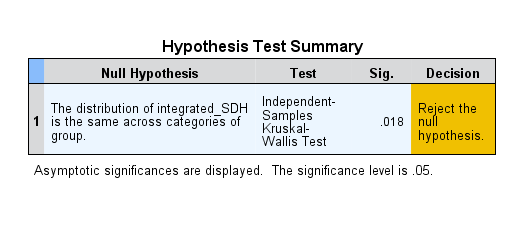 Hypothesis Test Summary
Null Hypothesis Test Sig. Decision
1 The distribution of integrated_SDH is the same across categories of group. Independent-Samples Kruskal-Wallis Test .018 Reject the null hypothesis.
Asymptotic significances are displayed. The significance level is .05.